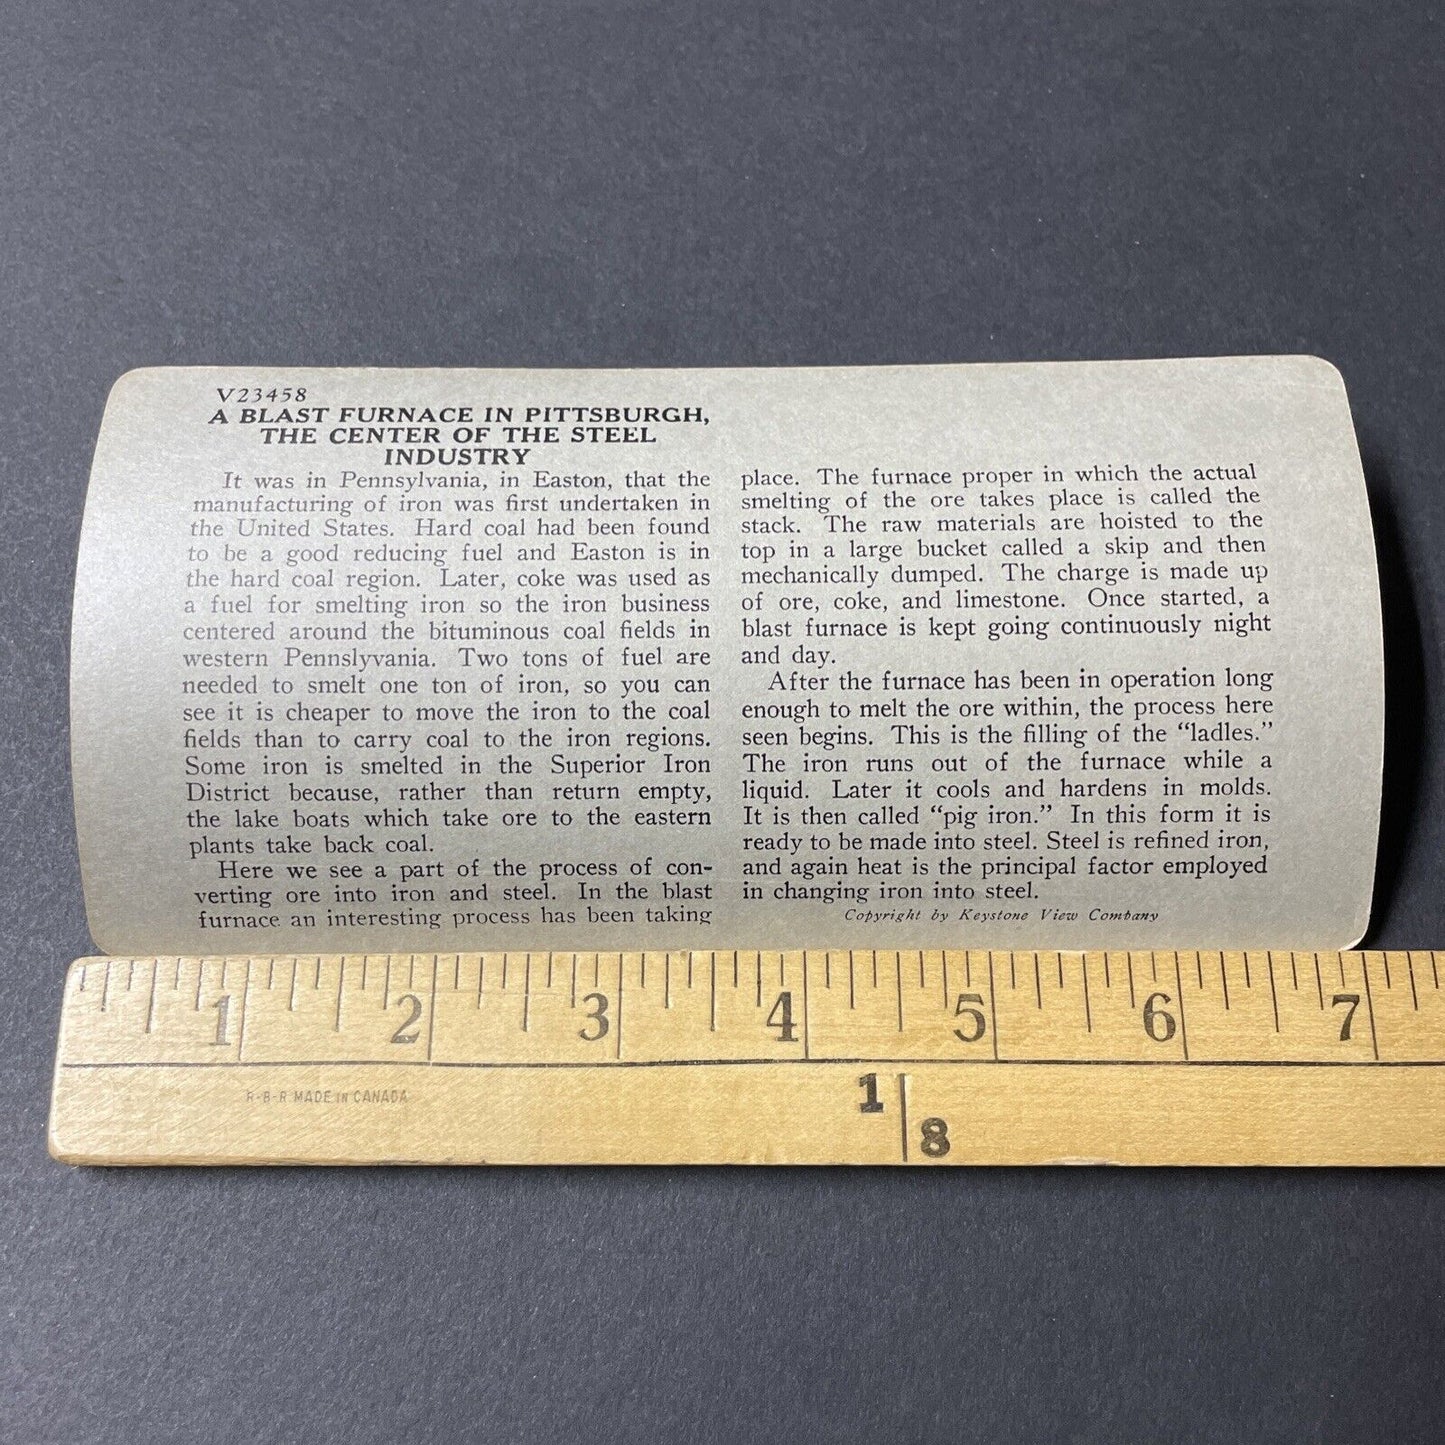 V23458
A BLAST FURNACE IN PITTSBURGH,
THE CENTER OF THE STEEL
INDUSTRY
It was in Pennsylvania, in Easton, that the
manufacturing of iron was first undertaken in
the United States. Hard coal had been found
to be a good reducing fuel and Easton is in
the hard coal region. Later, coke was used as
a fuel for smelting iron so the iron business
centered around the bituminous coal fields in
western Pennslyvania. Two tons of fuel are
needed to smelt one ton of iron, so you can
see it is cheaper to move the iron to the coal
fields than to carry coal to the iron regions.
Some iron is smelted in the Superior Iron
District because, rather than return empty,
the lake boats which take ore to the eastern
plants take back coal.
Here we see a part of the process of con-
verting ore into iron and steel. In the blast
furnace an interesting process has been taking
place. The furnace proper in which the actual
smelting of the ore takes place is called the
stack. The raw materials are hoisted to the
top in a large bucket called a skip and then
mechanically dumped. The charge is made up
of ore, coke, and limestone. Once started, a
blast furnace is kept going continuously night
and day.
After the furnace has been in operation long
enough to melt the ore within, the process here
seen begins. This is the filling of the "ladles."
The iron runs out of the furnace while a
liquid. Later it cools and hardens in molds.
It is then called "pig iron." In this form it is
ready to be made into steel. Steel is refined iron,
and again heat is the principal factor employed
in changing iron into steel.
Copyright by Keystone View Company
1 2 3 4 5 6 7
R-B-R MADE IN CANADA
1
8